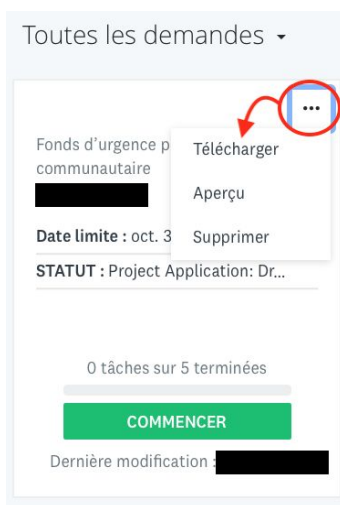 Toutes les demandes
...
Fonds d'urgence p
Télécharger
communautaire
Aperçu
Date limite : oct. 3
Supprimer
STATUT : Project Application: Dr...
0 tâches sur 5 terminées
COMMENCER
Dernière modification :